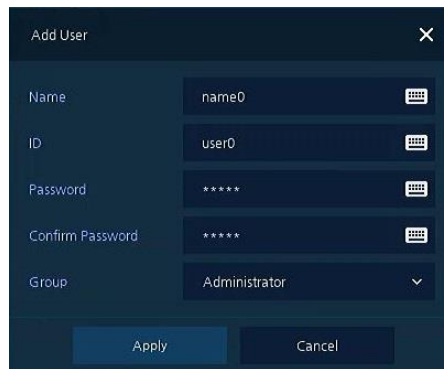 Add User
Name name0
ID user0
Password *****
Confirm Password *****
Group Administrator
Apply Cancel